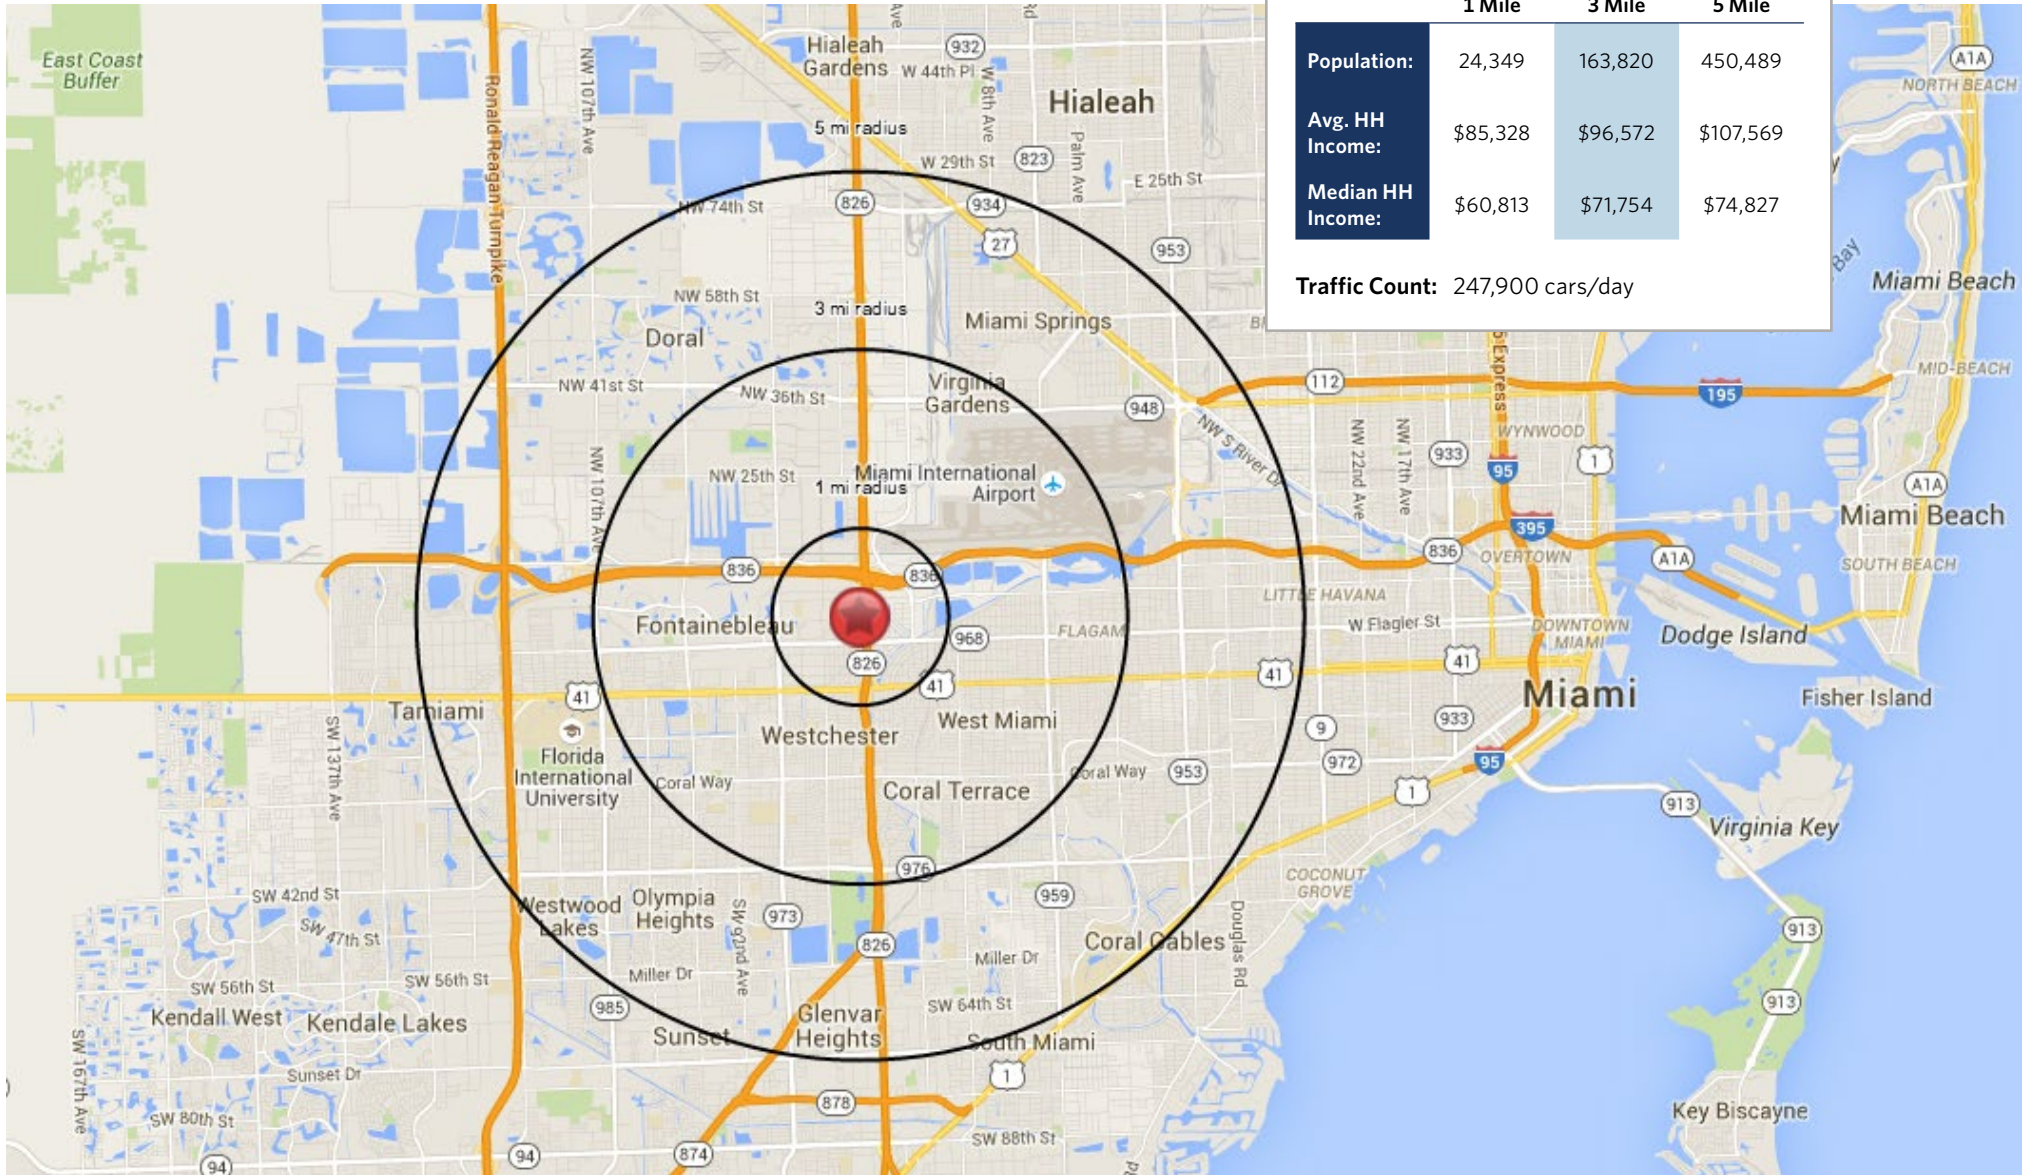 1 Mile 3 Mile 5 Mile
Population: 24,349 163,820 450,489
Avg. HH
Income: $85,328 $96,572 $107,569
Median HH
Income: $60,813 $71,754 $74,827
Traffic Count: 247,900 cars/day
East Coast
Buffer
Ronald Reagan Turnpike
NW 107th Ave
Hialeah
Gardens
932
W 44th Pl
W 8th Ave
Hialeah
5 mi radius
W 29th St
823
Palm Ave
E 25th St
A1A
NORTH BEACH
NW 74th St
826
934
27
953
Bay
Miami Beach
NW 58th St
3 mi radius
Miami Springs
Doral
NW 41st St
NW 36th St
Virginia
Gardens
948
112
195
MID-BEACH
NW S River Dr
NW 22nd Ave
NW 17th Ave
933
WYNWOOD
95
1
Express
NW 107th Ave
NW 25th St
Miami International
Airport
1 mi radius
A1A
Miami Beach
395
836
836
836
OVERTOWN
A1A
SOUTH BEACH
LITTLE HAVANA
Fontainebleau
968
FLAGAMI
W Flagler St
DOWNTOWN
MIAMI
Dodge Island
826
41
41
41
41
Miami
Fisher Island
Tamiami
SW 137th Ave
Florida
International
University
Westchester
West Miami
9
933
972
95
Coral Way
Coral Way
953
Coral Terrace
1
913
Virginia Key
976
COCONUT
GROVE
SW 42nd St
SW 47th St
Westwood
Lakes
Olympia
Heights
973
SW 92nd Ave
959
826
Coral Gables
Douglas Rd
913
Miller Dr
Miller Dr
SW 56th St
SW 56th St
985
SW 64th St
913
Kendall West
Kendale Lakes
Sunset
Glenvar
Heights
South Miami
SW 167th Ave
Sunset Dr
1
878
SW 80th St
Key Biscayne
SW 88th St
94
94
874